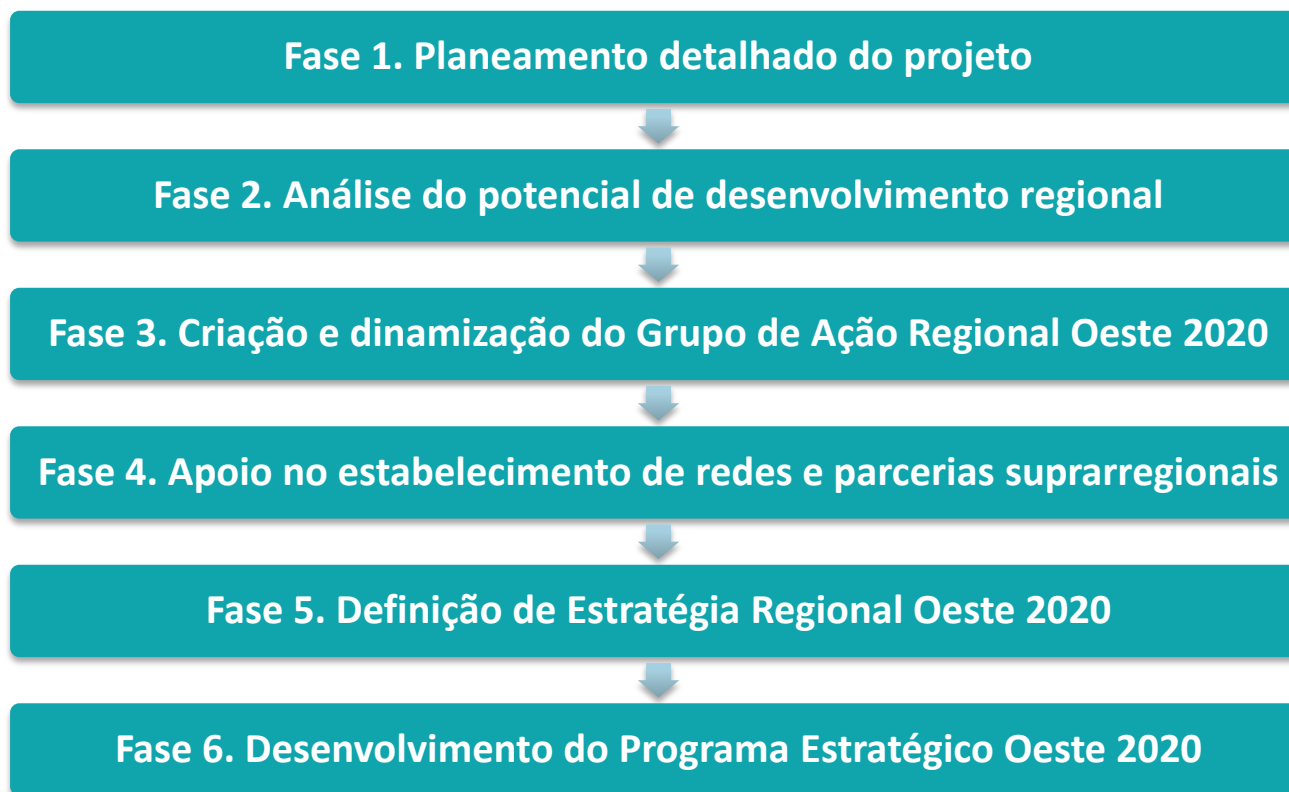 Fase 1. Planeamento detalhado do projeto
Fase 2. Análise do potencial de desenvolvimento regional
Fase 3. Criação e dinamização do Grupo de Ação Regional Oeste 2020
Fase 4. Apoio no estabelecimento de redes e parcerias suprarregionais
Fase 5. Definição de Estratégia Regional Oeste 2020
Fase 6. Desenvolvimento do Programa Estratégico Oeste 2020